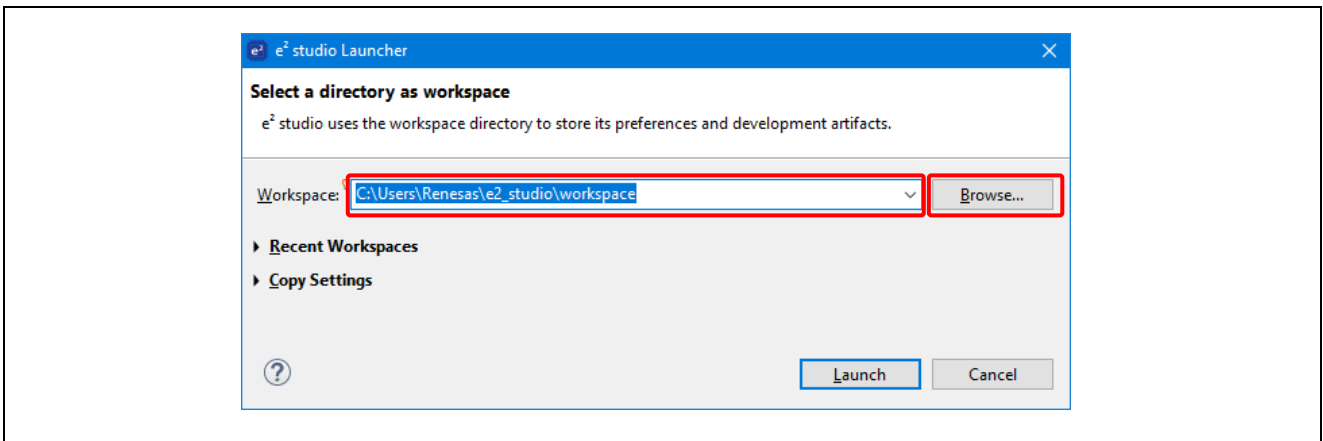 e² e² studio Launcher
Select a directory as workspace
e² studio uses the workspace directory to store its preferences and development artifacts.
Workspace: C:\Users\Renesas\e2_studio\workspace Browse...
Recent Workspaces
Copy Settings
? Launch Cancel